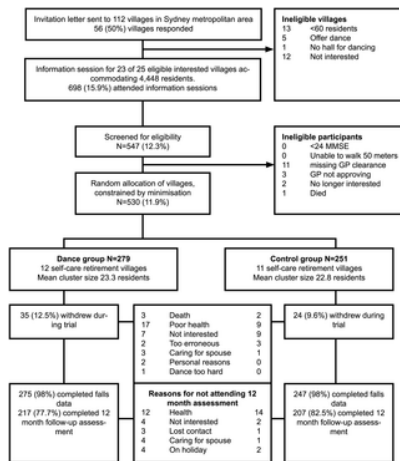 Invitation letter sent to 112 villages in Sydney metropolitan area
56 (50%) villages responded
Ineligible villages
13 <60 residents
5 Offer dance
1 No hall for dancing
12 Not interested
Information session for 23 of 25 eligible interested villages ac-
commodating 4,448 residents.
698 (15.9%) attended information sessions
Screened for eligibility
N=547 (12.3%)
Ineligible participants
0 <24 MMSE
0 Unable to walk 50 meters
11 missing GP clearance
3 GP not approving
2 No longer interested
1 Died
Random allocation of villages,
constrained by minimisation
N=530 (11.9%)
Dance group N=279
12 self-care retirement villages
Mean cluster size 23.3 residents
Control group N=251
11 self-care retirement villages
Mean cluster size 22.8 residents
35 (12.5%) withdrew dur-
ing trial
3 Death 2
17 Poor health 9
7 Not interested 9
2 Too erroneous 3
3 Caring for spouse 1
2 Personal reasons 0
1 Dance too hard 0
24 (9.6%) withdrew during
trial
275 (98%) completed falls
data
217 (77.7%) completed 12
month follow-up assess-
ment
Reasons for not attending 12
month assessment
12 Health 14
4 Not interested 2
3 Lost contact 1
4 Caring for spouse 1
4 On holiday 2
247 (98%) completed falls
data
207 (82.5%) completed 12
month follow-up assess-
ment